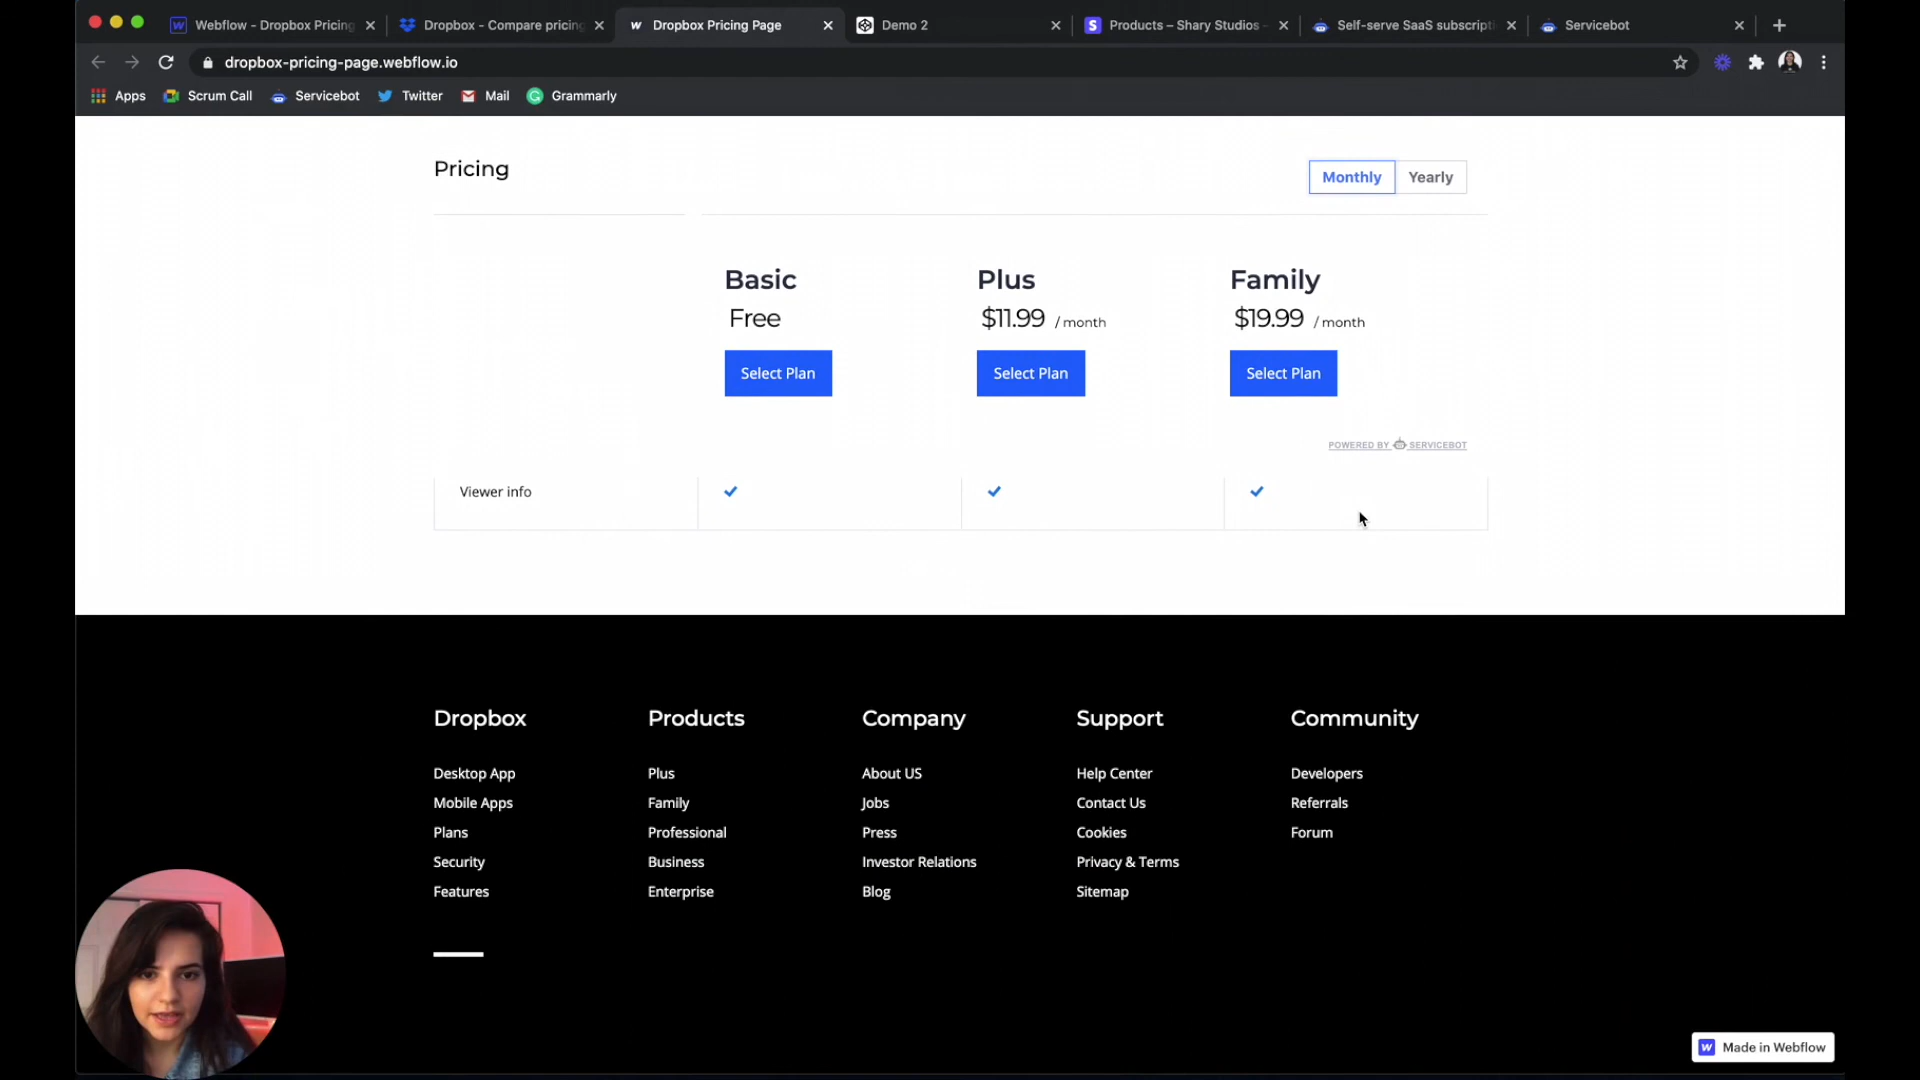 Webflow - Dropbox Pricing
Dropbox - Compare pricing
Dropbox Pricing Page
Demo 2
Products – Shary Studios –
Self-serve SaaS subscripti
Servicebot
dropbox-pricing-page.webflow.io
Apps
Scrum Call
Servicebot
Twitter
Mail
Grammarly
Pricing
Monthly
Yearly
Basic
Free
Select Plan
Plus
$11.99 / month
Select Plan
Family
$19.99 / month
Select Plan
POWERED BY SERVICEBOT
Viewer info
Dropbox
Desktop App
Mobile Apps
Plans
Security
Features
Products
Plus
Family
Professional
Business
Enterprise
Company
About US
Jobs
Press
Investor Relations
Blog
Support
Help Center
Contact Us
Cookies
Privacy & Terms
Sitemap
Community
Developers
Referrals
Forum
Made in Webflow